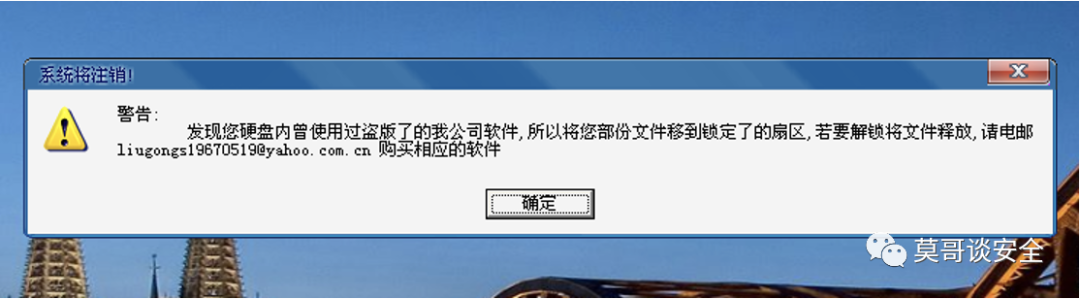 系统将注销!
警告:
发现您硬盘内曾使用过盗版了的我公司软件,所以将您部份文件移到锁定了的扇区,若要解锁将文件释放,请电邮
liugongs19670519@yahoo.com.cn 购买相应的软件
确定
莫哥谈安全